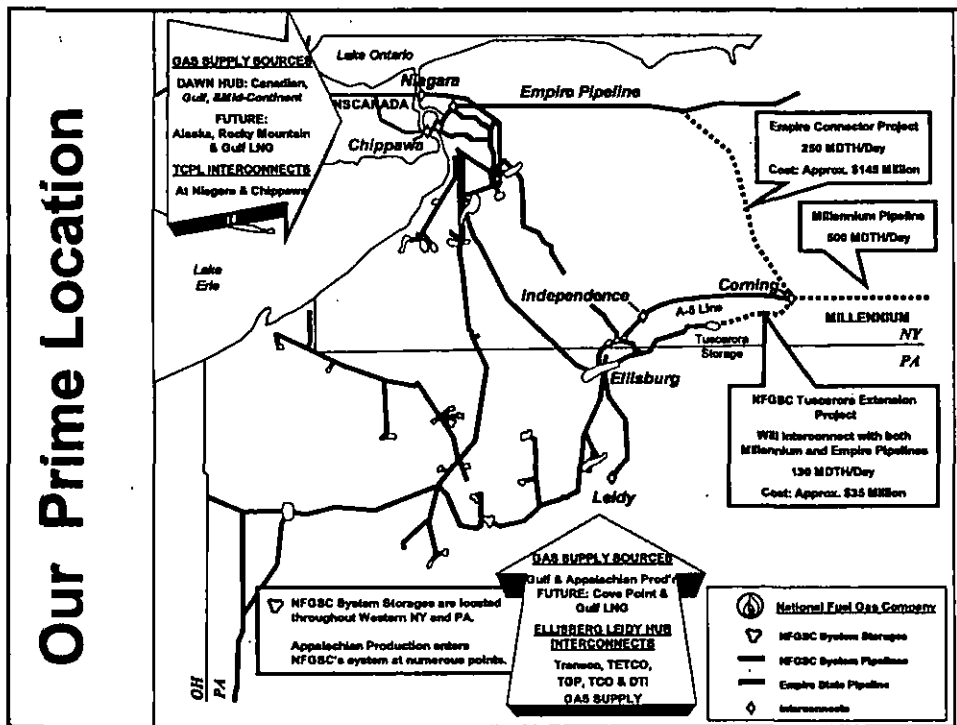 Our Prime Location
GAS SUPPLY SOURCES
DAWN HUB: Canadian,
Gulf, &Mid-Continent
FUTURE:
Alaska, Rocky Mountain
& Gulf LNG
TCPL INTERCONNECTS
At Niagara & Chippawa
Lake Ontario
Niagara
NSCANADA
Chippawa
Empire Pipeline
Empire Connector Project
250 MDTH/Day
Cost: Approx. $145 Million
Millennium Pipeline
500 MDTH/Day
Lake
Erie
Corning
Independence
A-5 Line
MILLENNIUM
Tuscarora
Storage
NY
PA
Ellisburg
NFGSC Tuscarora Extension
Project
Will Interconnect with both
Millennium and Empire Pipelines
130 MDTH/Day
Cost: Approx. $35 Million
Leidy
GAS SUPPLY SOURCES
Gulf & Appalachian Prod'n
FUTURE: Cove Point &
Gulf LNG
ELLISBERG LEIDY HUB
INTERCONNECTS
Transco, TETCO,
TGP, TCO & DTI
GAS SUPPLY
NFGSC System Storages are located
throughout Western NY and PA.
Appalachian Production enters
NFGSC's system at numerous points.
National Fuel Gas Company
NFGSC System Storages
NFGSC System Pipelines
Empire State Pipeline
Interconnects
OH
PA